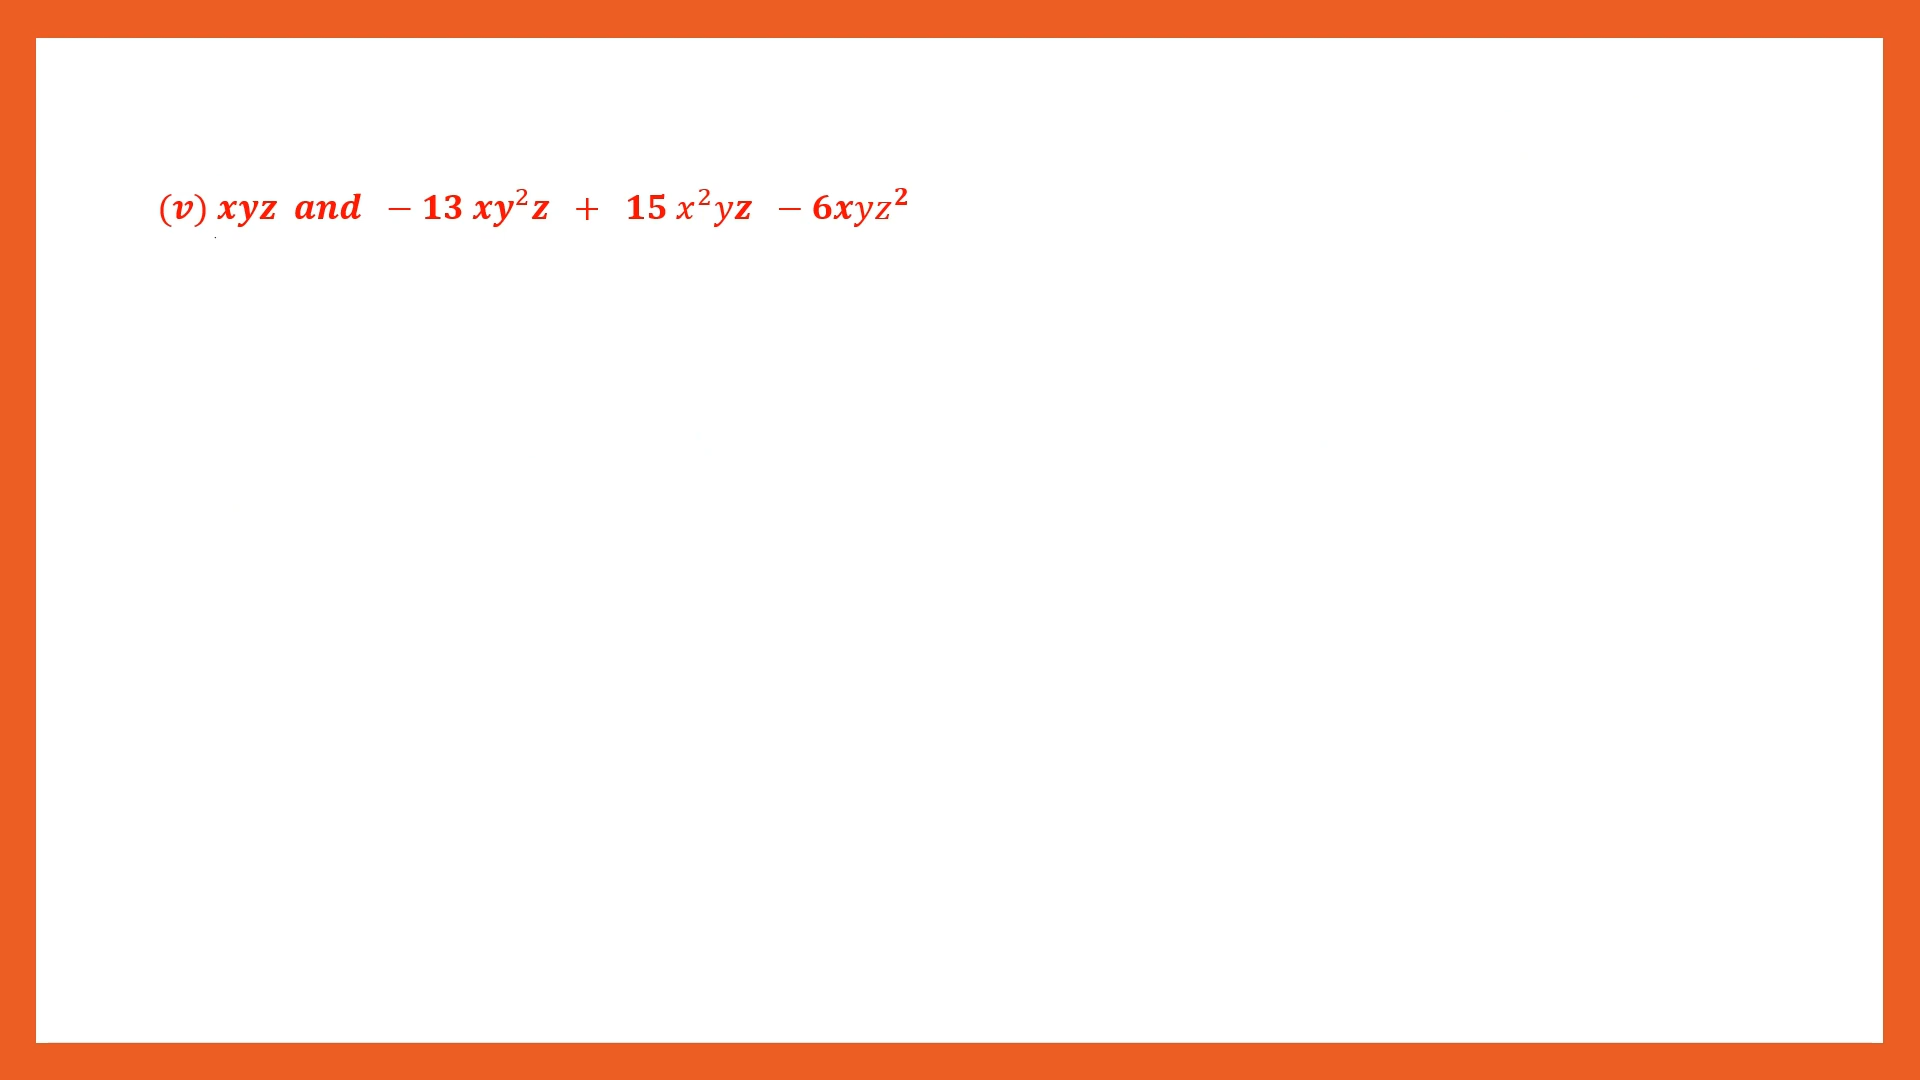 (v) xyz and − 13 xy²z + 15 x²yz − 6xyz²